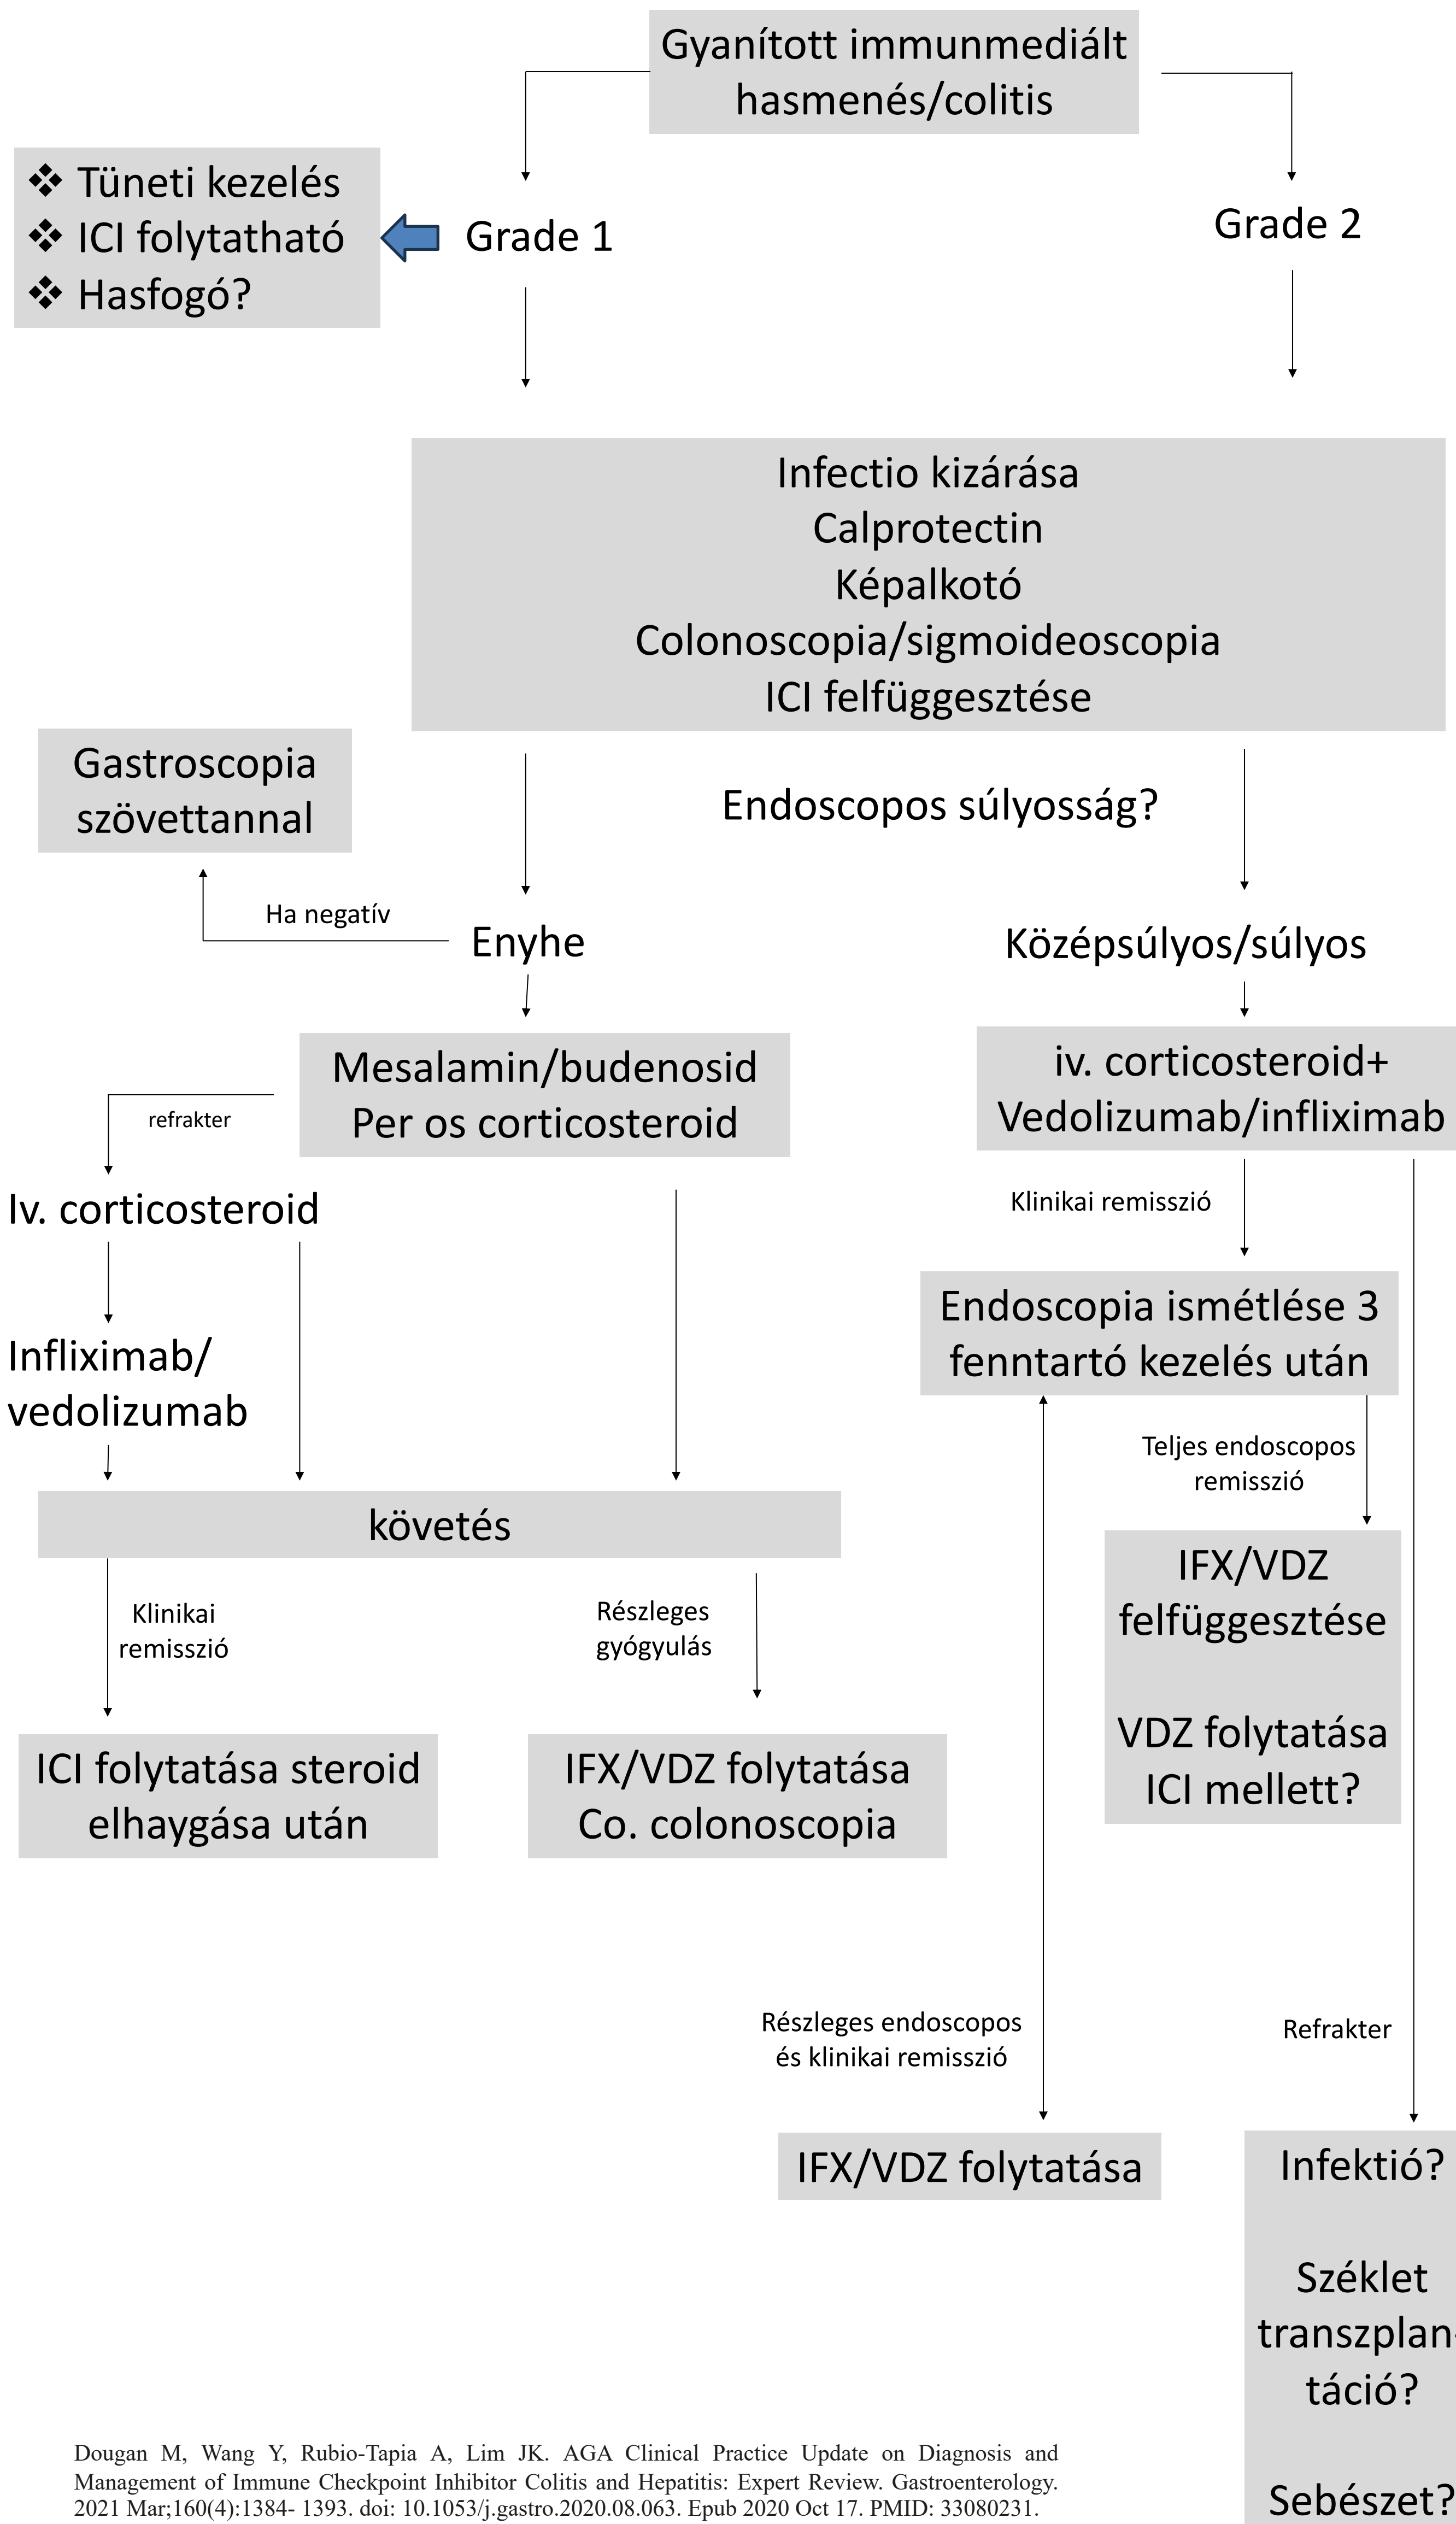 Gyanított immunmediált
hasmenés/colitis
❖ Tüneti kezelés
❖ ICI folytatható
❖ Hasfogó?
Grade 1
Grade 2
Infectio kizárása
Calprotectin
Képalkotó
Colonoscopia/sigmoideoscopia
ICI felfüggesztése
Gastroscopia
szövettannal
Endoscopos súlyosság?
Ha negatív
Enyhe
Középsúlyos/súlyos
Mesalamin/budenosid
Per os corticosteroid
iv. corticosteroid+
Vedolizumab/infliximab
refrakter
Iv. corticosteroid
Klinikai remisszió
Endoscopia ismétlése 3
fenntartó kezelés után
Infliximab/
vedolizumab
Teljes endoscopos
remisszió
követés
IFX/VDZ
felfüggesztése
VDZ folytatása
ICI mellett?
Klinikai
remisszió
Részleges
gyógyulás
ICI folytatása steroid
elhaygása után
IFX/VDZ folytatása
Co. colonoscopia
Részleges endoscopos
és klinikai remisszió
Refrakter
IFX/VDZ folytatása
Infektió?
Széklet
transzplan-
táció?
Sebészet?
Dougan M, Wang Y, Rubio-Tapia A, Lim JK. AGA Clinical Practice Update on Diagnosis and
Management of Immune Checkpoint Inhibitor Colitis and Hepatitis: Expert Review. Gastroenterology.
2021 Mar;160(4):1384- 1393. doi: 10.1053/j.gastro.2020.08.063. Epub 2020 Oct 17. PMID: 33080231.